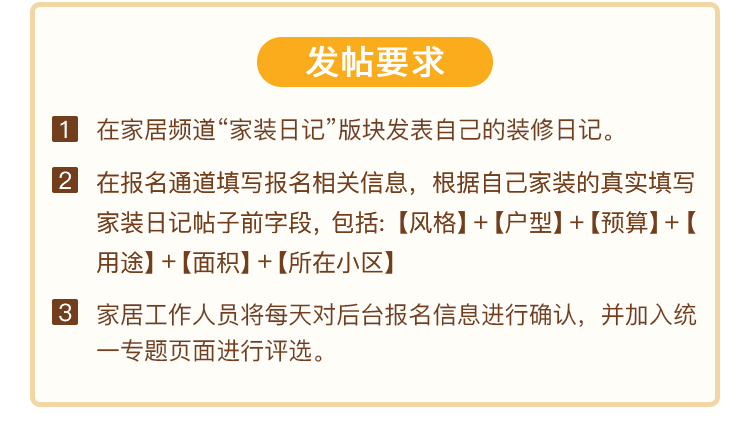 发帖要求
1 在家居频道“家装日记”版块发表自己的装修日记。
2 在报名通道填写报名相关信息，根据自己家装的真实填写
家装日记帖子前字段, 包括:【风格】+【户型】+【预算】+【
用途】+【面积】+【所在小区】
3 家居工作人员将每天对后台报名信息进行确认，并加入统
一专题页面进行评选。